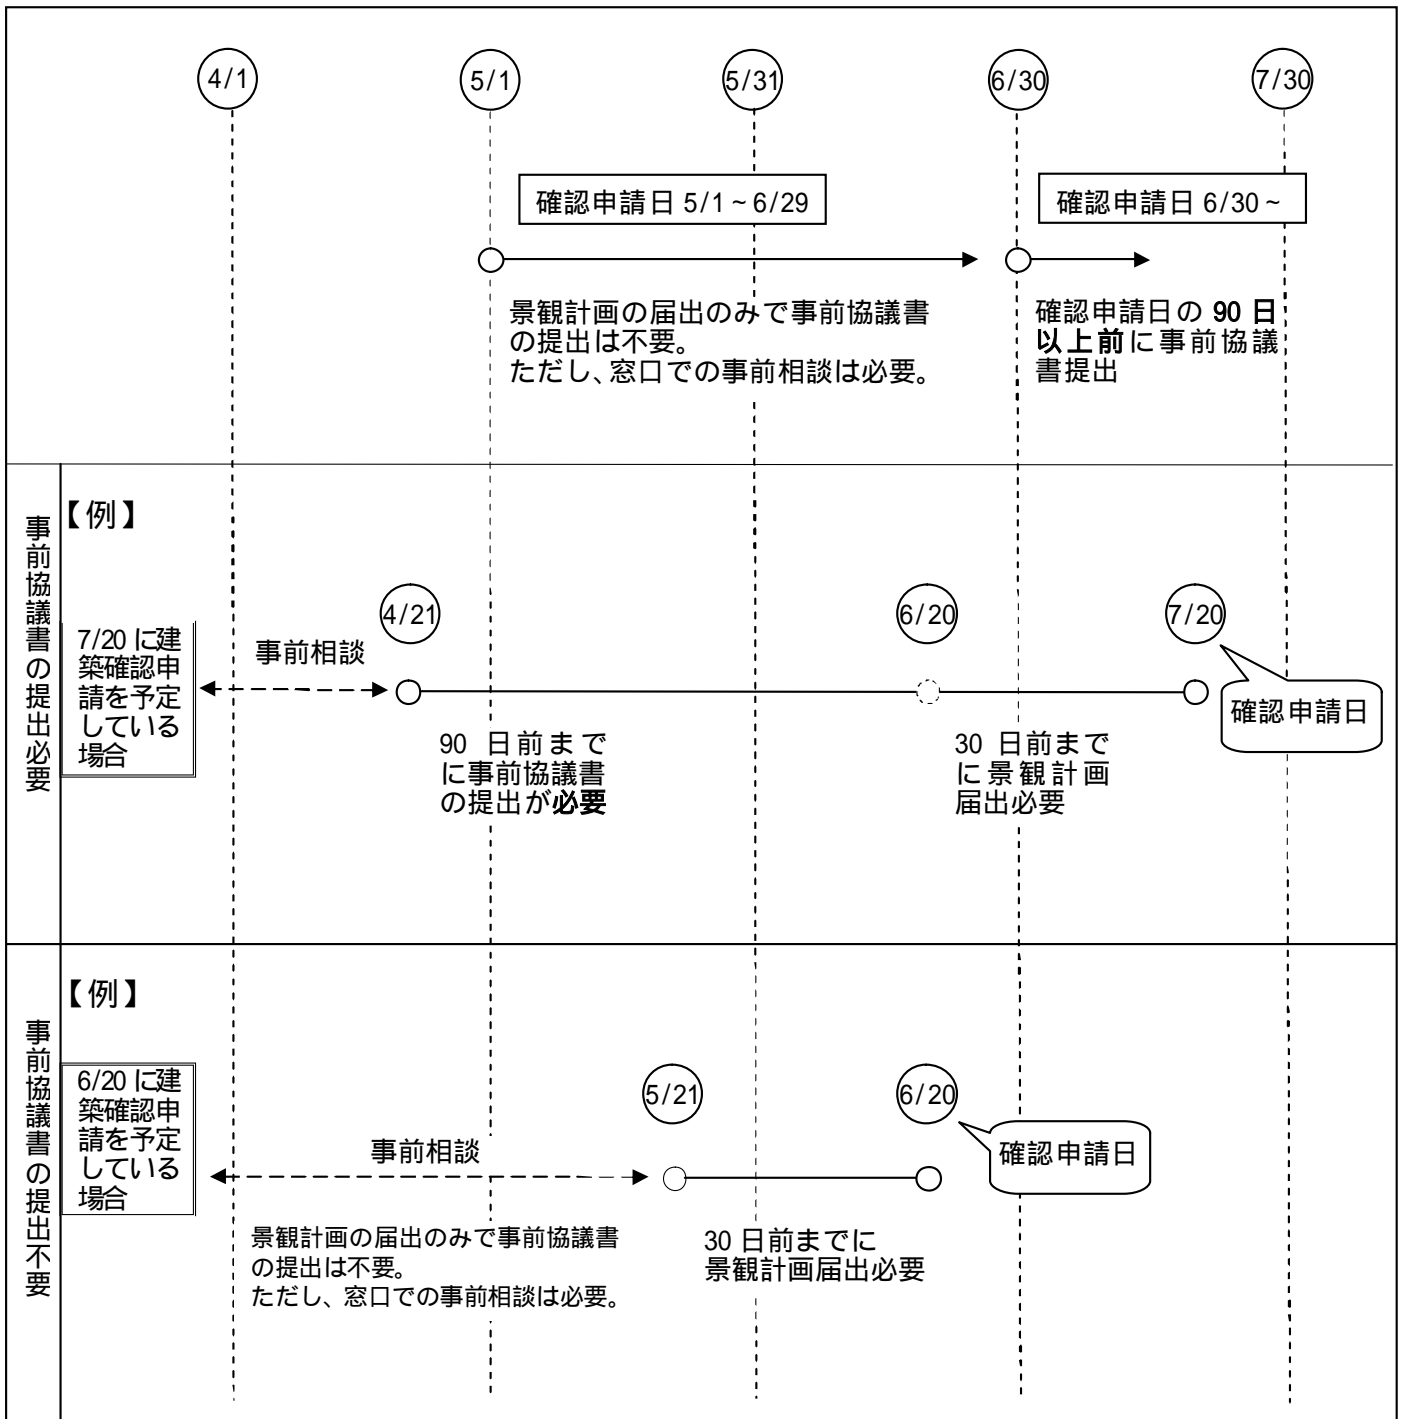 4/1
5/1
5/31
6/30
7/30
確認申請日 5/1~6/29
確認申請日 6/30~
景観計画の届出のみで事前協議書
の提出は不要。
ただし、窓口での事前相談は必要。
確認申請日の 90 日
以上前に事前協議
書提出
事前協議書の提出必要
【例】
7/20 に建
築確認申
請を予定
している
場合
事前相談
4/21
6/20
7/20
確認申請日
90 日前まで
に事前協議書
の提出が必要
30 日前まで
に景観計画
届出必要
事前協議書の提出不要
【例】
6/20 に建
築確認申
請を予定
している
場合
事前相談
5/21
6/20
確認申請日
景観計画の届出のみで事前協議書
の提出は不要。
ただし、窓口での事前相談は必要。
30 日前までに
景観計画届出必要